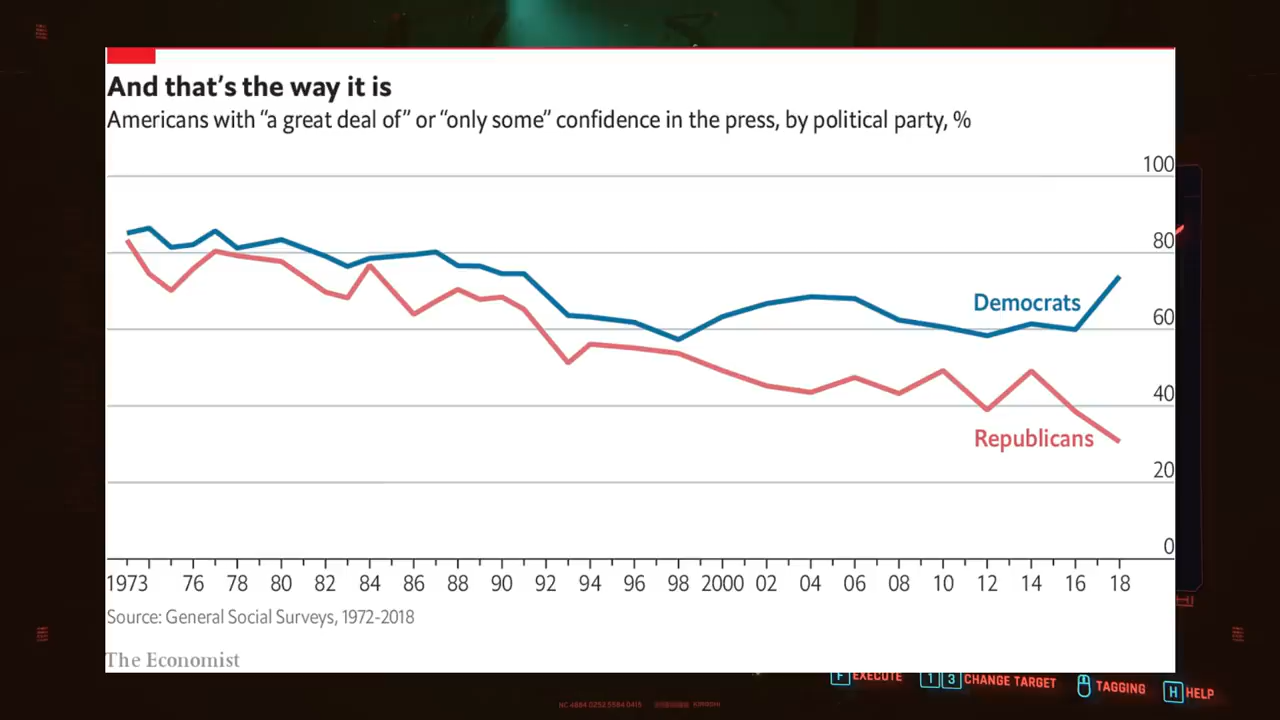 And that's the way it is
Americans with “a great deal of” or “only some” confidence in the press, by political party, %
100
80
Democrats
60
40
Republicans
20
0
1973 76 78 80 82 84 86 88 90 92 94 96 98 2000 02 04 06 08 10 12 14 16 18
Source: General Social Surveys, 1972-2018
The Economist
F EXECUTE 1 3 CHANGE TARGET TAGGING H HELP